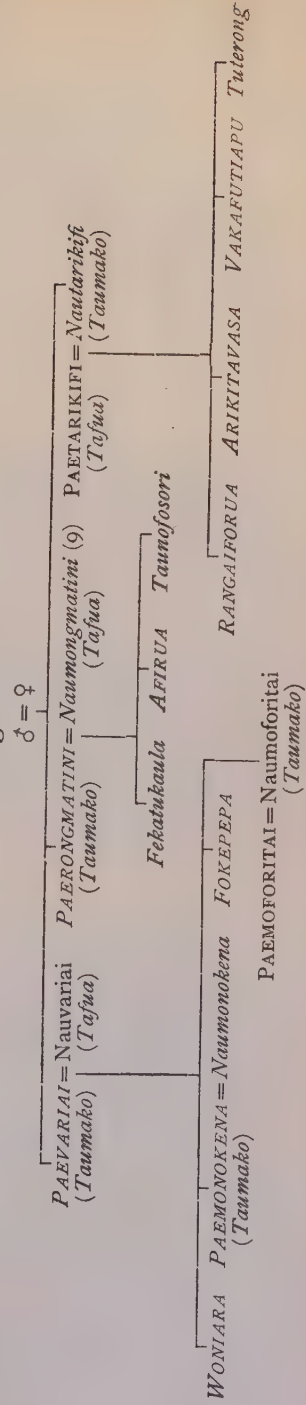 ♂=♀
PAEVARIAI=Nauvariai PAERONGMATINI=Naumongmatini (9) PAETARIKIFI=Nautarikifi
(Taumako) (Tafua) (Taumako) (Tafua) (Tafua) (Taumako)
Fekatukaula AFIRUA Taunofosori
WONIARA PAEMONOKENA=Naumonokena FOKEPEPA RANGAIFORUA ARIKITAVASA VAKAFUTIAPU Tuterong
(Taumako)
PAEMOFORITAI=Naumoforitai
(Taumako)